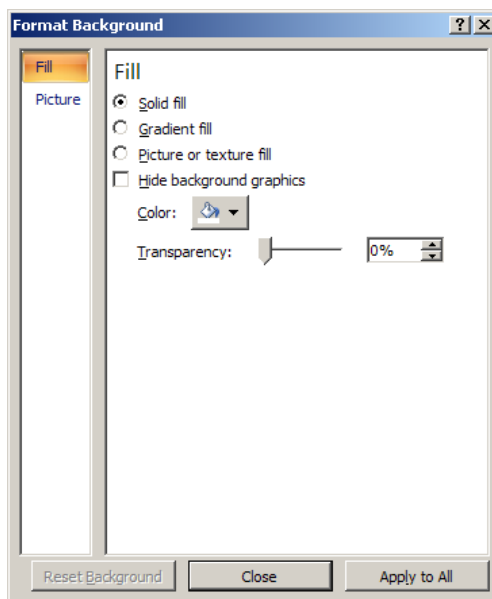 Format Background
Fill
Picture
Fill
Solid fill
Gradient fill
Picture or texture fill
Hide background graphics
Color:
Transparency: 0%
Reset Background Close Apply to All